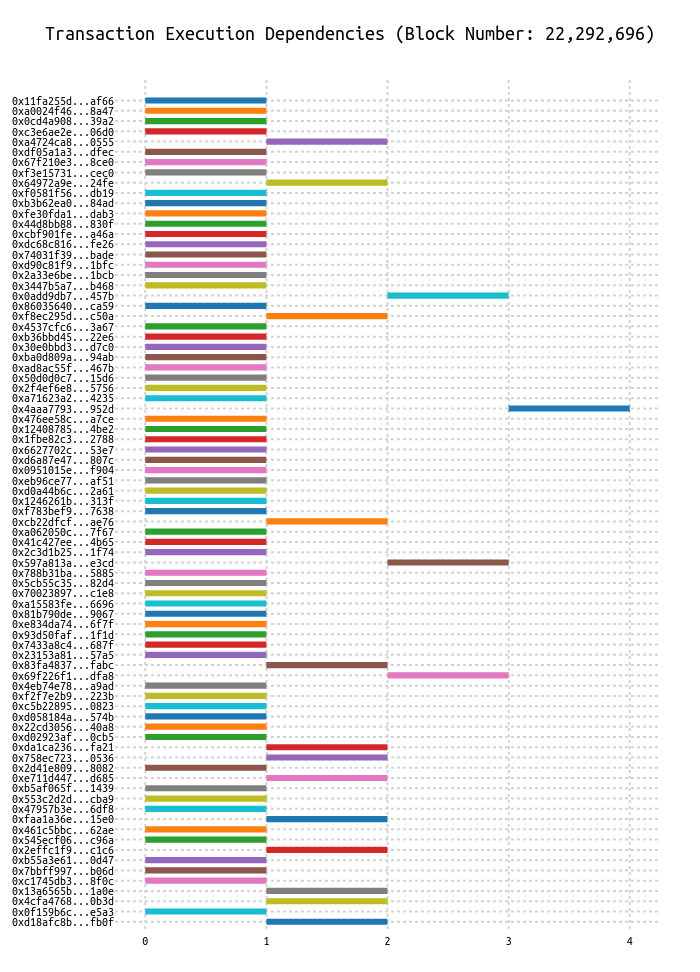 Transaction Execution Dependencies (Block Number: 22,292,696)
0x11fa255d...af66
0xa0024f46...8a47
0x0cd4a908...39a2
0xc3e6ae2e...06d0
0xa4724ca8...0555
0xdf05a1a3...dfec
0x67f210e3...8ce0
0xf3e15731...cec0
0x64972a9e...24fe
0xf0581f56...db19
0xb3b62ea0...84ad
0xfe30fda1...dab3
0x44d8bb88...830f
0xcbf901fe...a46a
0xdc68c816...fe26
0x74031f39...bade
0xd90c81f9...1bfc
0x2a33e6be...1bcb
0x3447b5a7...b468
0x0add9db7...457b
0x86035640...ca59
0xf8ec295d...c50a
0x4537cfc6...3a67
0xb36bbd45...22e6
0x30e0bbd3...d7c0
0xba0d809a...94ab
0xad8ac55f...467b
0x50d0d0c7...15d6
0x2f4ef6e8...5756
0xa71623a2...4235
0x4aaa7793...952d
0x476ee58c...a7ce
0x12408785...4be2
0x1fbe82c3...2788
0x6627702c...53e7
0xd6a87e47...807c
0x0951015e...f904
0xeb96ce77...af51
0xd0a44b6c...2a61
0x1246261b...313f
0xf783bef9...7638
0xcb22dfcf...ae76
0xa062050c...7f67
0x41c427ee...4b65
0x2c3d1b25...1f74
0x597a813a...e3cd
0x788b31ba...5885
0x5cb55c35...82d4
0x70023897...c1e8
0xa15583fe...6696
0x81b790de...9067
0xe834da74...6f7f
0x93d50faf...1f1d
0x7433a8c4...687f
0x23153a81...57a5
0x83fa4837...fabc
0x69f226f1...dfa8
0x4eb74e78...a9ad
0xf2f7e2b9...223b
0xc5b22895...0823
0xd058184a...574b
0x22cd3056...40a8
0xd02923af...0cb5
0xda1ca236...fa21
0x758ec723...0536
0x2d41e809...8082
0xe711d447...d685
0xb5af065f...1439
0x553c2d2d...cba9
0x47957b3e...6df8
0xfaa1a36e...15e0
0x461c5bbc...62ae
0x545ecf06...c96a
0x2effc1f9...c1c6
0xb55a3e61...0d47
0x7bbff997...b06d
0xc1745db3...8f0c
0x13a6565b...1a0e
0x4cfa4768...0b3d
0x0f159b6c...e5a3
0xd18afc8b...fb0f
0 1 2 3 4